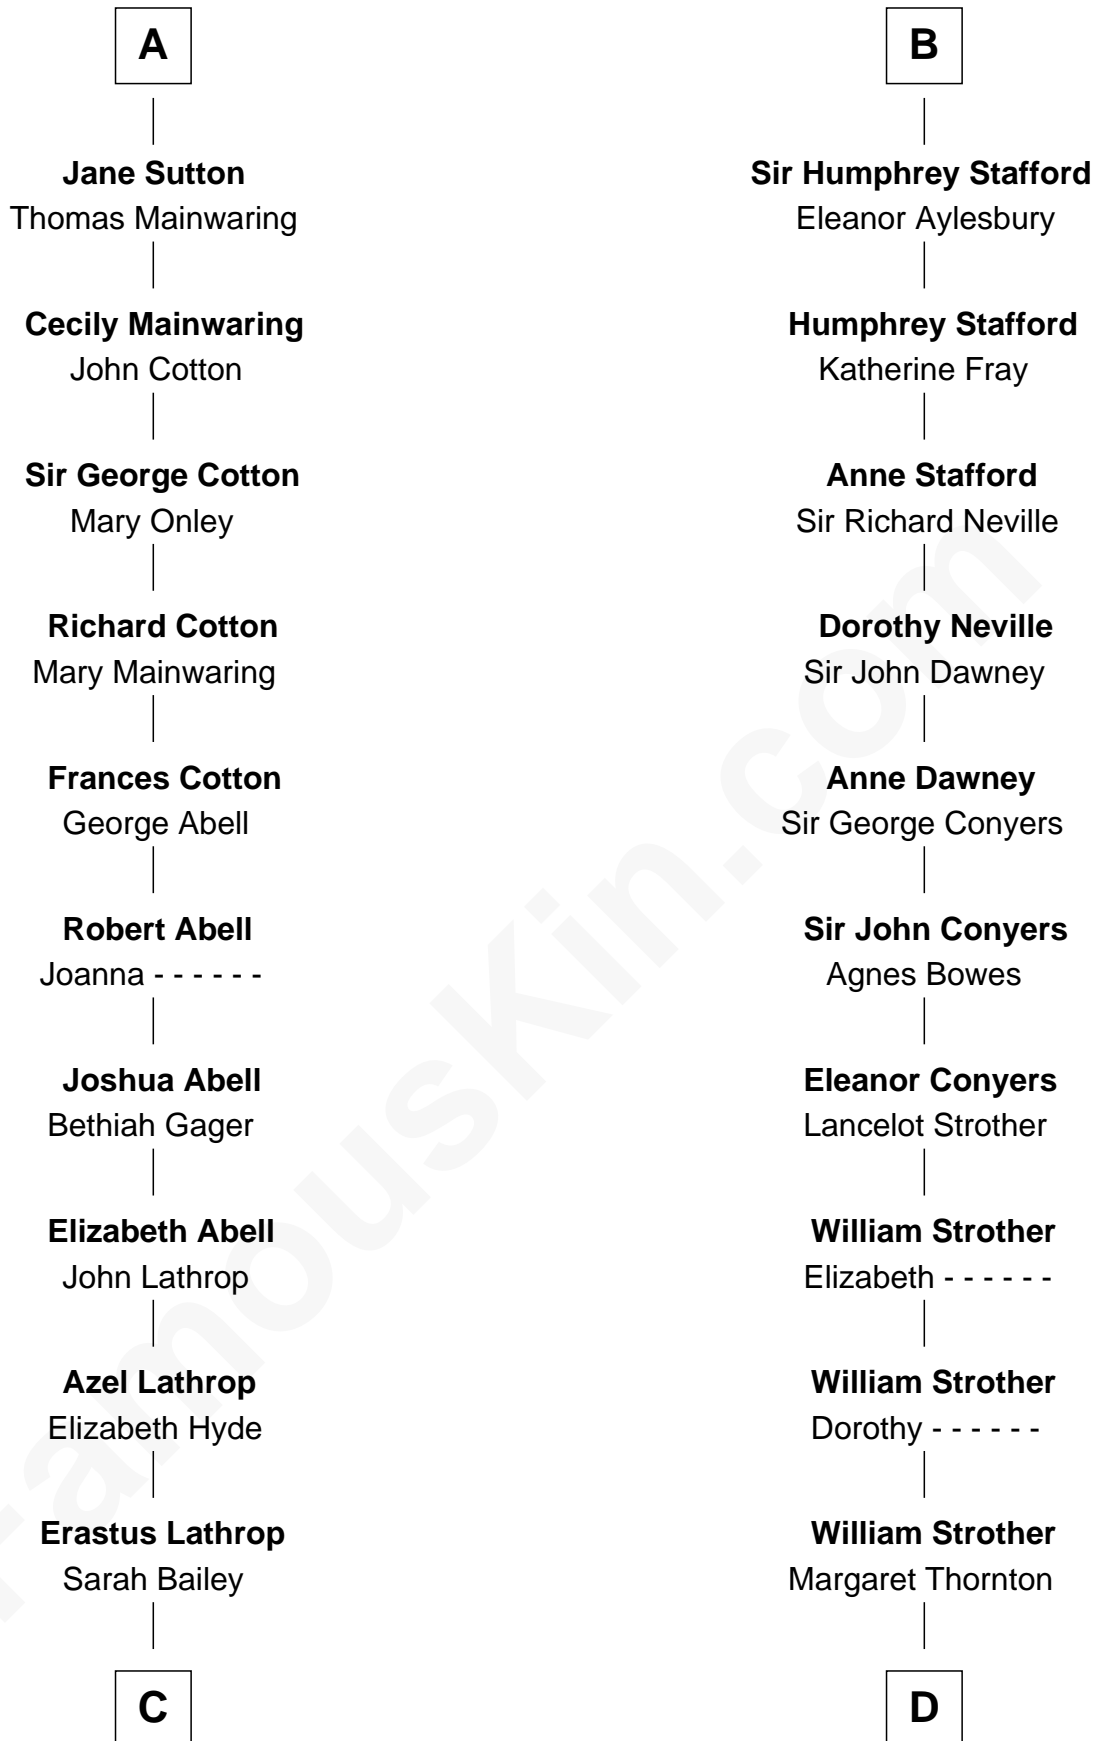 A
Jane Sutton
Thomas Mainwaring
Cecily Mainwaring
John Cotton
Sir George Cotton
Mary Onley
Richard Cotton
Mary Mainwaring
Frances Cotton
George Abell
Robert Abell
Joanna - - - - - -
Joshua Abell
Bethiah Gager
Elizabeth Abell
John Lathrop
Azel Lathrop
Elizabeth Hyde
Erastus Lathrop
Sarah Bailey
C
B
Sir Humphrey Stafford
Eleanor Aylesbury
Humphrey Stafford
Katherine Fray
Anne Stafford
Sir Richard Neville
Dorothy Neville
Sir John Dawney
Anne Dawney
Sir George Conyers
Sir John Conyers
Agnes Bowes
Eleanor Conyers
Lancelot Strother
William Strother
Elizabeth - - - - - -
William Strother
Dorothy - - - - - -
William Strother
Margaret Thornton
D
FamousKin.com